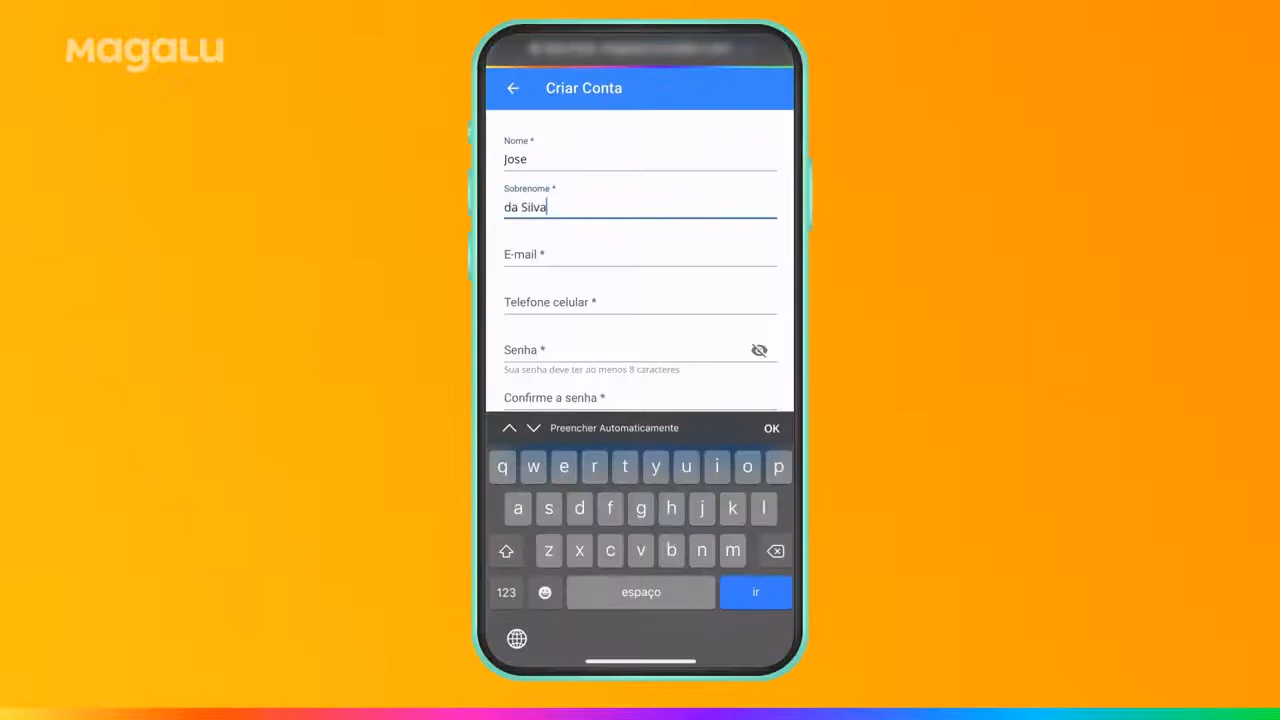 Magalu
Criar Conta
Nome *
Jose
Sobrenome *
da Silva
E-mail *
Telefone celular *
Senha *
Sua senha deve ter ao menos 8 caracteres
Confirme a senha *
Preencher Automaticamente OK
q w e r t y u i o p
a s d f g h j k l
z x c v b n m
123 espaço ir